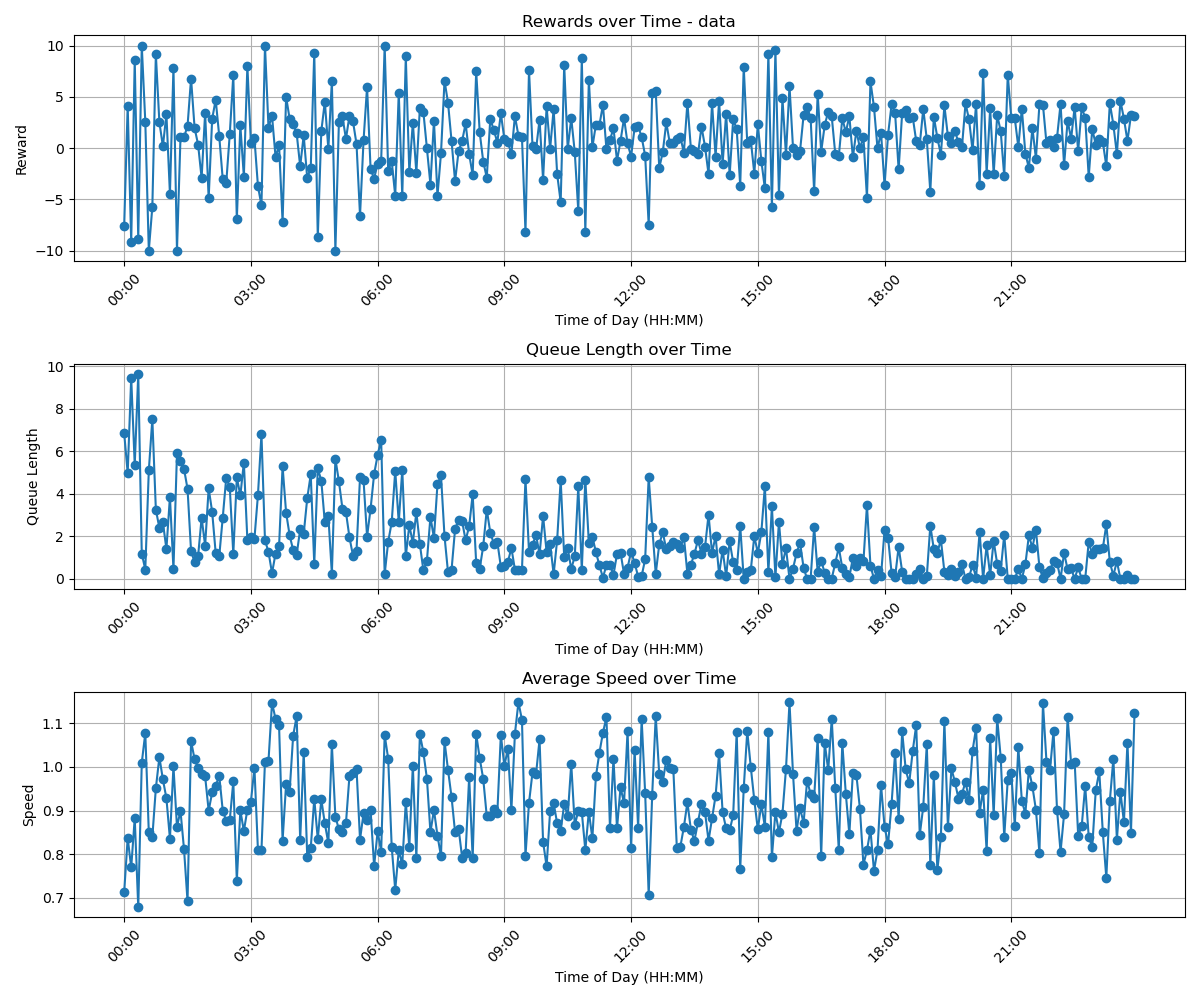 Rewards over Time - data
Reward
10
5
0
−5
−10
00:00 03:00 06:00 09:00 12:00 15:00 18:00 21:00
Time of Day (HH:MM)
Queue Length over Time
Queue Length
10
8
6
4
2
0
00:00 03:00 06:00 09:00 12:00 15:00 18:00 21:00
Time of Day (HH:MM)
Average Speed over Time
Speed
1.1
1.0
0.9
0.8
0.7
00:00 03:00 06:00 09:00 12:00 15:00 18:00 21:00
Time of Day (HH:MM)